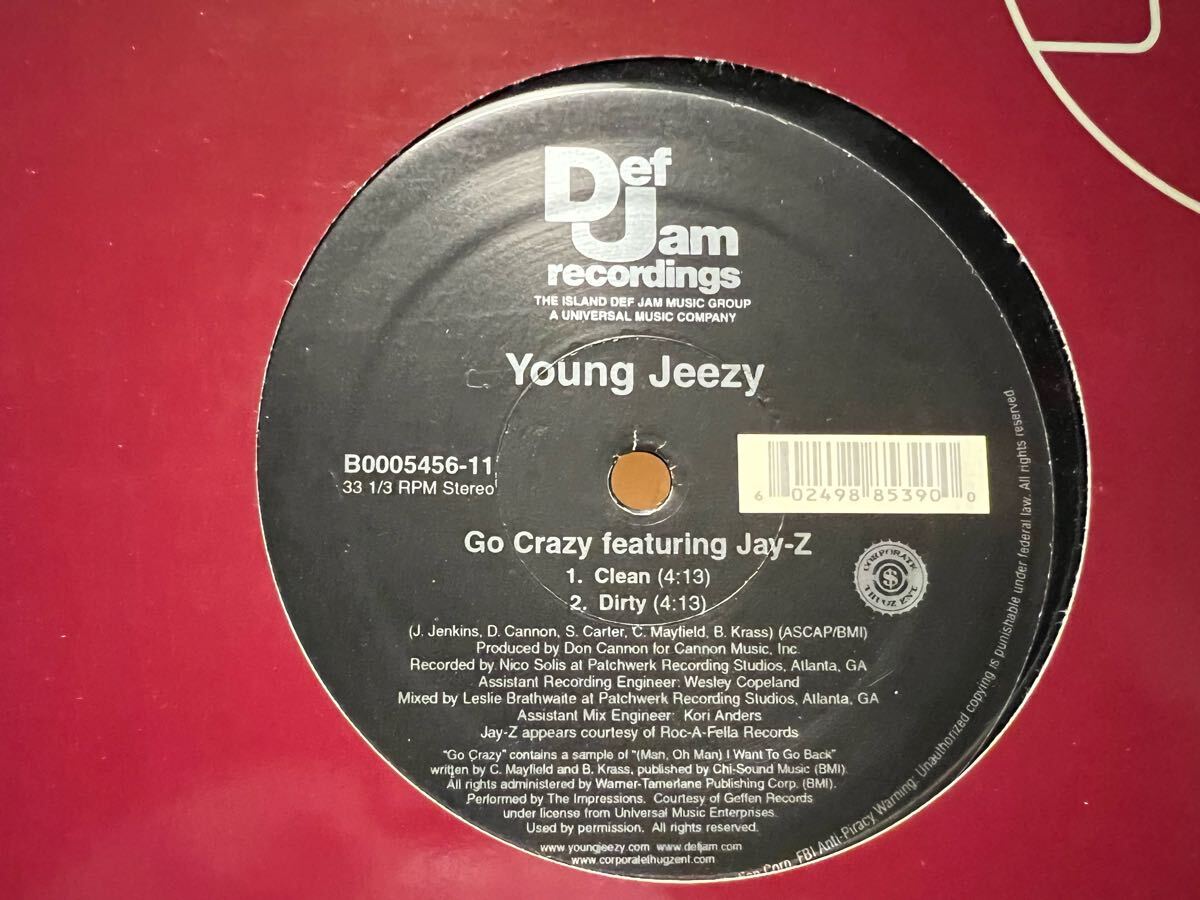 Def
Jam
recordings
THE ISLAND DEF JAM MUSIC GROUP
A UNIVERSAL MUSIC COMPANY
Young Jeezy
B0005456-11
33 1/3 RPM Stereo
6 02498 85390 0
Go Crazy featuring Jay-Z
1. Clean (4:13)
2. Dirty (4:13)
CORPORATE
$
THUGZ ENT
(J. Jenkins, D. Cannon, S. Carter, C. Mayfield, B. Krass) (ASCAP/BMI)
Produced by Don Cannon for Cannon Music, Inc.
Recorded by Nico Solis at Patchwerk Recording Studios, Atlanta, GA
Assistant Recording Engineer: Wesley Copeland
Mixed by Leslie Brathwaite at Patchwerk Recording Studios, Atlanta, GA
Assistant Mix Engineer: Kori Anders
Jay-Z appears courtesy of Roc-A-Fella Records
"Go Crazy" contains a sample of "(Man, Oh Man) I Want To Go Back"
written by C. Mayfield and B. Krass, published by Chi-Sound Music (BMI).
All rights administered by Warner-Tamerlane Publishing Corp. (BMI).
Performed by The Impressions. Courtesy of Geffen Records
under license from Universal Music Enterprises.
Used by permission. All rights reserved.
www.youngjeezy.com www.defjam.com
www.corporatethugzent.com
Corp. FBI Anti-Piracy Warning: Unauthorized copying is punishable under federal law. All rights reserved.